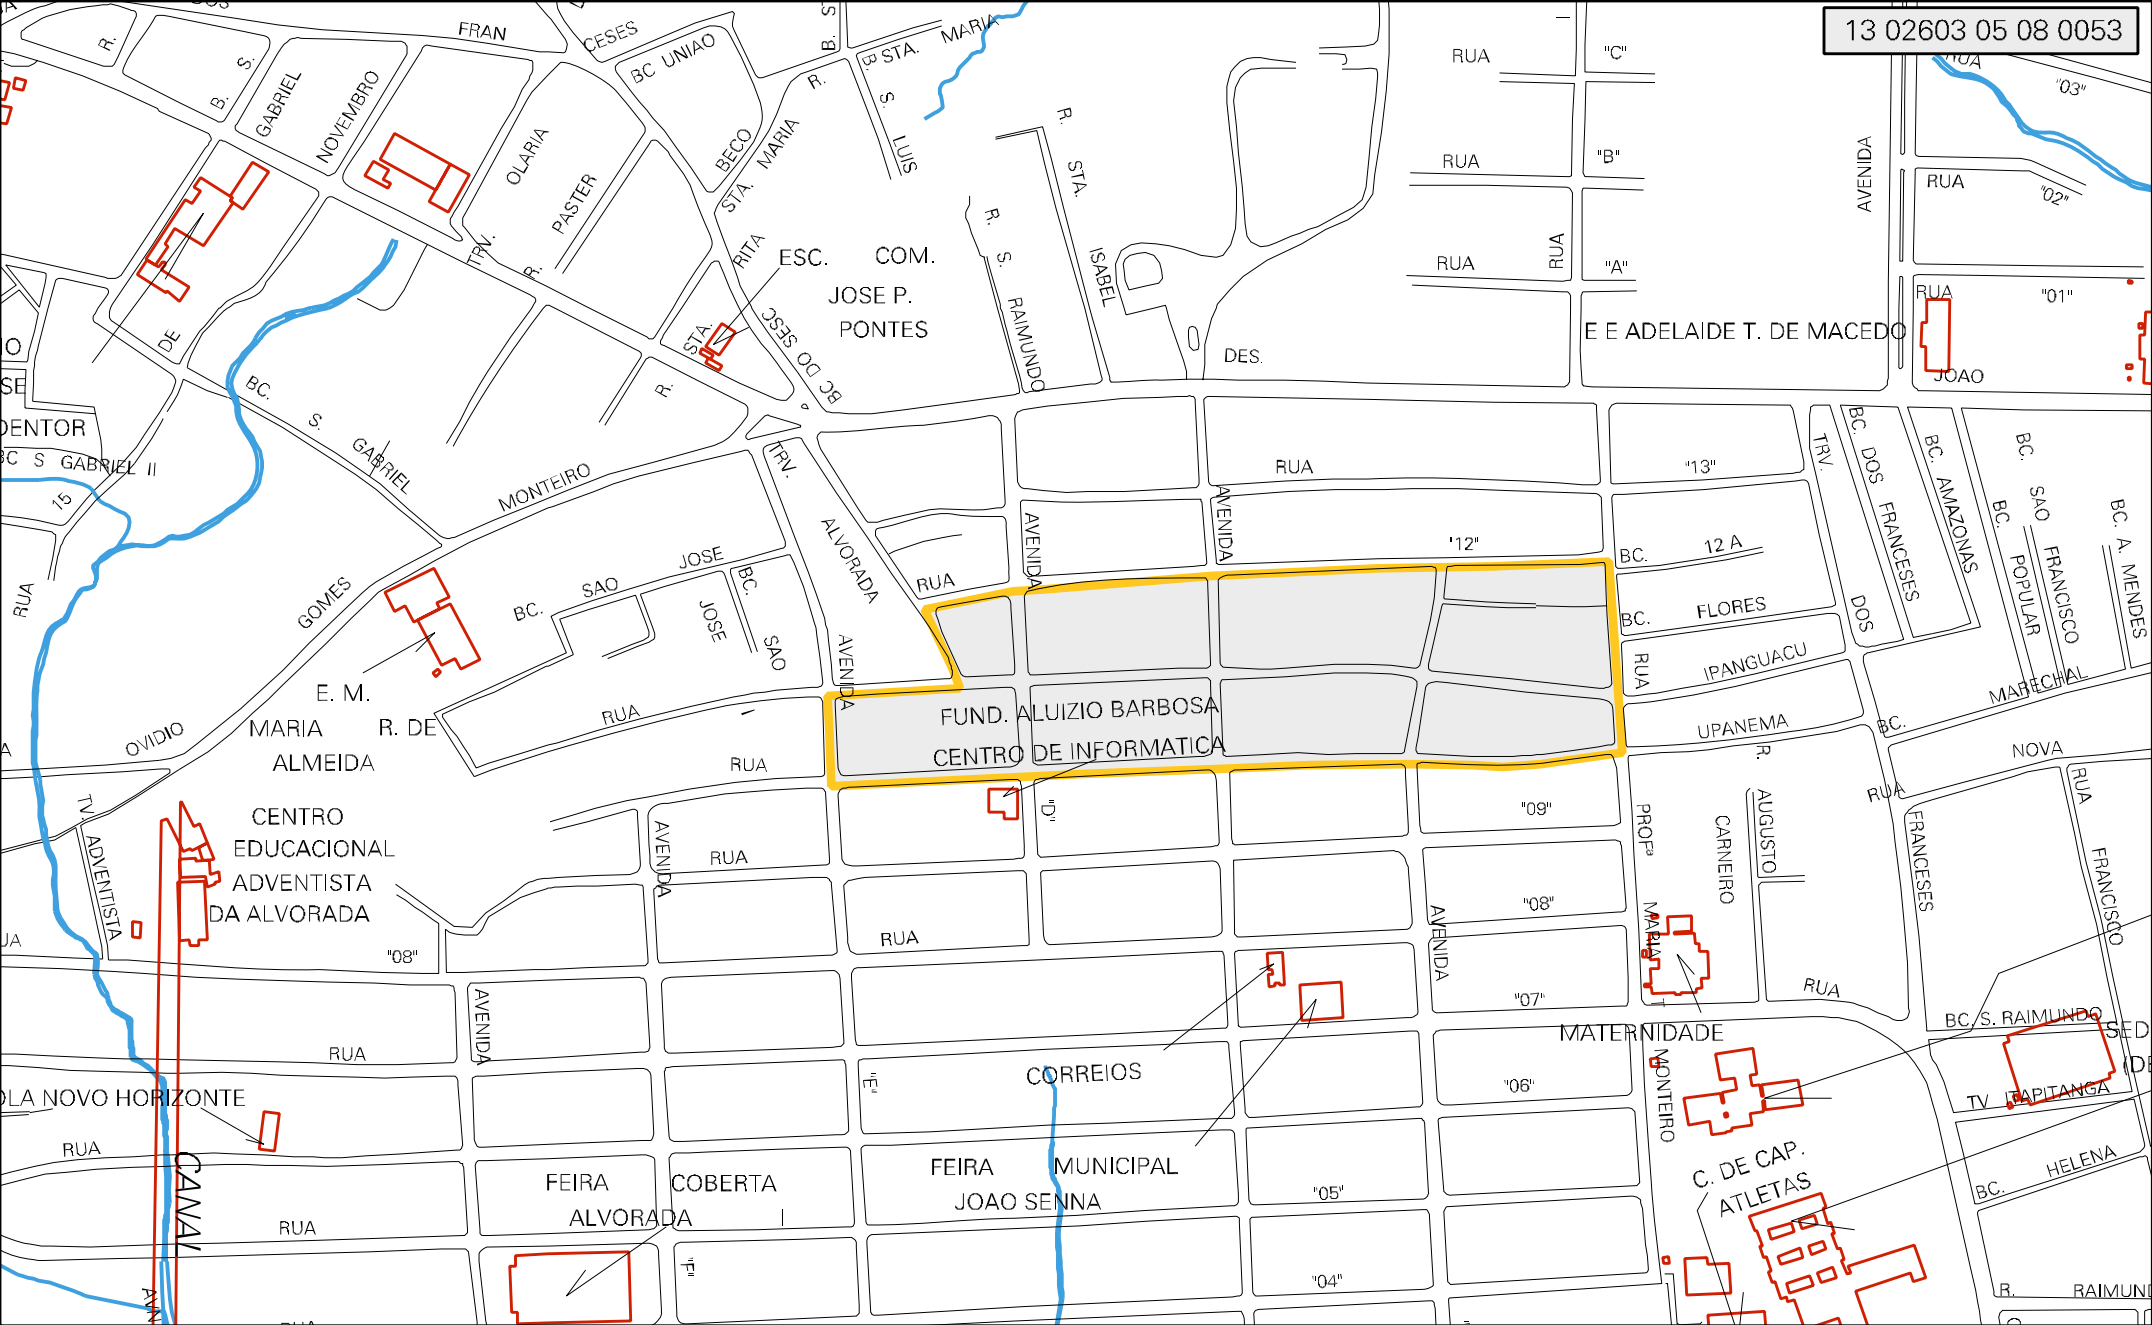 13 02603 05 08 0053
FRAN
CESES
BC UNIAO
B. S.
STA. MARIA
B. S. LUIS
R.
S.
B.
GABRIEL
NOVEMBRO
OLARIA
PASTER
R.
TRV.
BECO
STA. MARIA
R.
RITA
STA.
R.
BC DO SESC
ESC. COM.
JOSE P.
PONTES
R. S. RAIMUNDO
R. STA. ISABEL
DES.
RUA "C"
RUA "B"
RUA "A"
RUA
AVENIDA
RUA "03"
RUA "02"
RUA "01"
E E ADELAIDE T. DE MACEDO
JOAO
DE
BC. S. GABRIEL
DENTOR
BC S GABRIEL II
15
RUA
MONTEIRO
GOMES
OVIDIO
TRV.
ALVORADA
AVENIDA
AVENIDA
AVENIDA
RUA "13"
RUA "12"
BC. 12 A
BC. FLORES
RUA
IPANGUACU
UPANEMA
TRV.
DOS
BC. DOS FRANCESES
BC. AMAZONAS
BC. POPULAR
BC. SAO FRANCISCO
BC. A. MENDES
MARECHAL
BC.
NOVA
RUA
RUA FRANCISCO
FRANCESES
BC. SAO JOSE
BC. SAO
JOSE
E. M.
MARIA R. DE
ALMEIDA
RUA
RUA
FUND. ALUIZIO BARBOSA
CENTRO DE INFORMATICA
"D"
"09"
PROFª MARIA T MONTEIRO
R. AUGUSTO
CARNEIRO
TV. ADVENTISTA
CENTRO
EDUCACIONAL
ADVENTISTA
DA ALVORADA
AVENIDA
RUA
RUA
"08"
"08"
AVENIDA
"07"
RUA
MATERNIDADE
BC. S. RAIMUNDO
SED
(DE
AVENIDA
RUA
"E"
CORREIOS
"06"
TV ITAPITANGA
OLA NOVO HORIZONTE
RUA
CANAL
FEIRA COBERTA
ALVORADA I
FEIRA MUNICIPAL
JOAO SENNA
"05"
C. DE CAP.
ATLETAS
BC. HELENA
RUA
"F"
"04"
R. RAIMUN
RUA